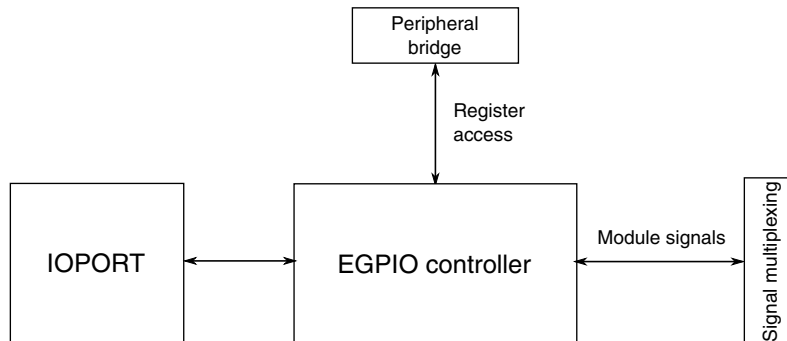 Peripheral
bridge
Register
access
IOPORT
EGPIO controller
Module signals
Signal multiplexing